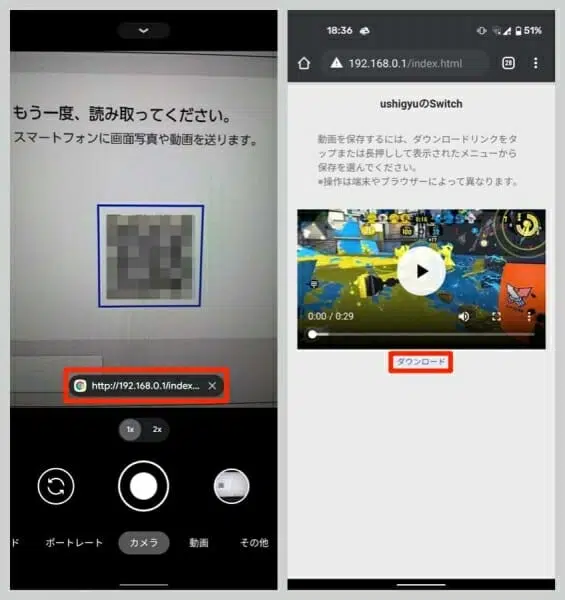 もう一度、読み取ってください。
スマートフォンに画面写真や動画を送ります。
http://192.168.0.1/index...
1x
2x
ド
ポートレート
カメラ
動画
その他
18:36
51%
192.168.0.1/index.html
28
ushigyuのSwitch
動画を保存するには、ダウンロードリンクをタ
ップまたは長押しして表示されたメニューから
保存を選んでください。
※操作は端末やブラウザーによって異なります。
100
0:00 / 0:29
ダウンロード